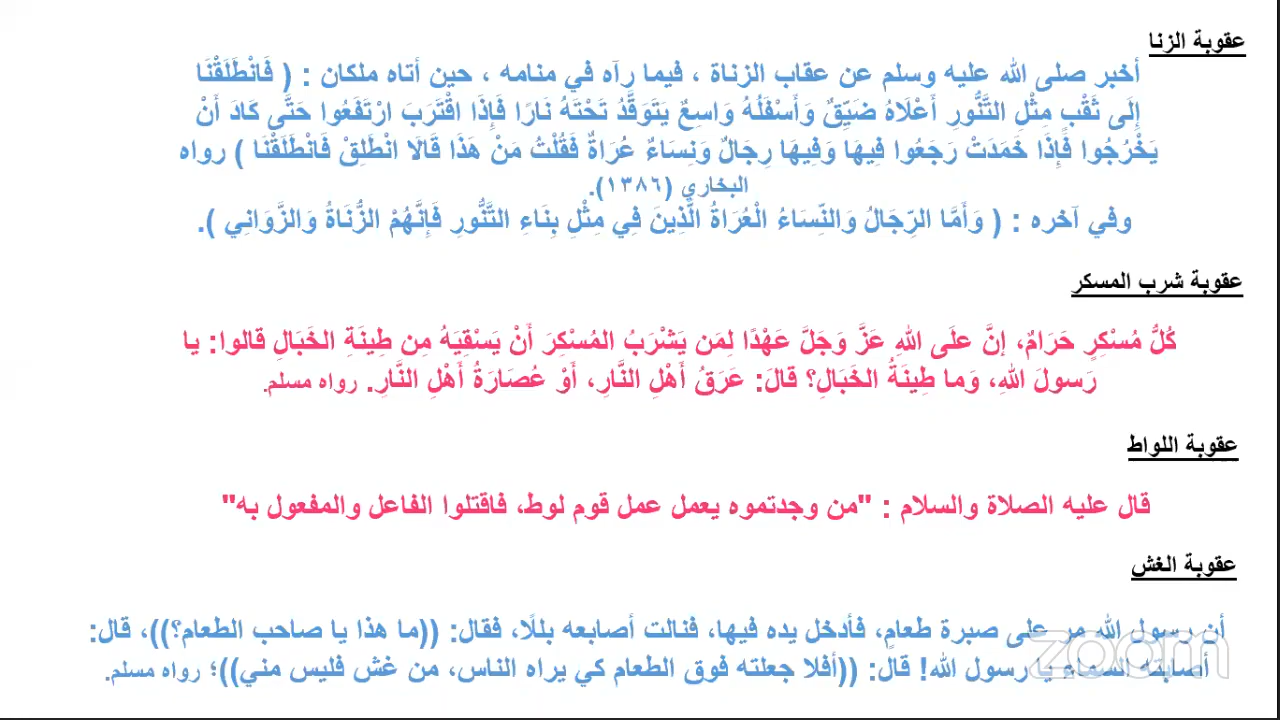 عقوبة الزنا
أخبر صلى الله عليه وسلم عن عقاب الزناة ، فيما رآه في منامه ، حين أتاه ملكان : ( فَانْطَلَقْنَا
إِلَى ثَقْبٍ مِثْلِ التَّنُّورِ أَعْلَاهُ ضَيِّقٌ وَأَسْفَلُهُ وَاسِعٌ يَتَوَقَّدُ تَحْتَهُ نَارًا فَإِذَا اقْتَرَبَ ارْتَفَعُوا حَتَّى كَادَ أَنْ
يَخْرُجُوا فَإِذَا خَمَدَتْ رَجَعُوا فِيهَا وَفِيهَا رِجَالٌ وَنِسَاءٌ عُرَاةٌ فَقُلْتُ مَنْ هَذَا قَالَا انْطَلِقْ فَانْطَلَقْنَا ) رواه
البخاري (١٣٨٦).
وفي آخره : ( وَأَمَّا الرِّجَالُ وَالنِّسَاءُ الْعُرَاةُ الَّذِينَ فِي مِثْلِ بِنَاءِ التَّنُّورِ فَإِنَّهُمْ الزُّنَاةُ وَالزَّوَانِي ).
عقوبة شرب المسكر
كُلُّ مُسْكِرٍ حَرَامٌ، إنَّ علَى اللهِ عَزَّ وَجَلَّ عَهْدًا لِمَن يَشْرَبُ المُسْكِرَ أَنْ يَسْقِيَهُ مِن طِينَةِ الخَبَالِ قالوا: يا
رَسولَ اللهِ، وَما طِينَةُ الخَبَالِ؟ قالَ: عَرَقُ أَهْلِ النَّارِ، أَوْ عُصَارَةُ أَهْلِ النَّارِ. رواه مسلم.
عقوبة اللواط
قال عليه الصلاة والسلام : "من وجدتموه يعمل عمل قوم لوط، فاقتلوا الفاعل والمفعول به"
عقوبة الغش
أن رسول الله مر على صبرة طعامٍ، فأدخل يده فيها، فنالت أصابعه بللًا، فقال: ((ما هذا يا صاحب الطعام؟))، قال:
أصابته السماء يا رسول الله! قال: ((أفلا جعلته فوق الطعام كي يراه الناس، من غش فليس مني))؛ رواه مسلم.
zoom